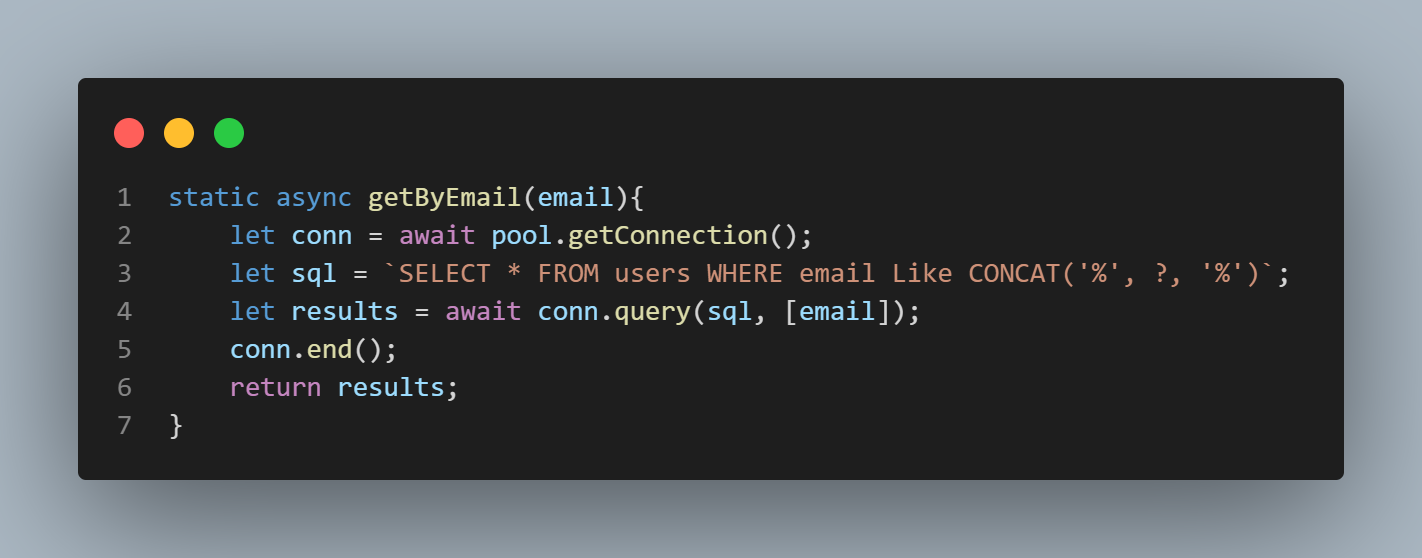 1 static async getByEmail(email){
2     let conn = await pool.getConnection();
3     let sql = `SELECT * FROM users WHERE email Like CONCAT('%', ?, '%')`;
4     let results = await conn.query(sql, [email]);
5     conn.end();
6     return results;
7 }